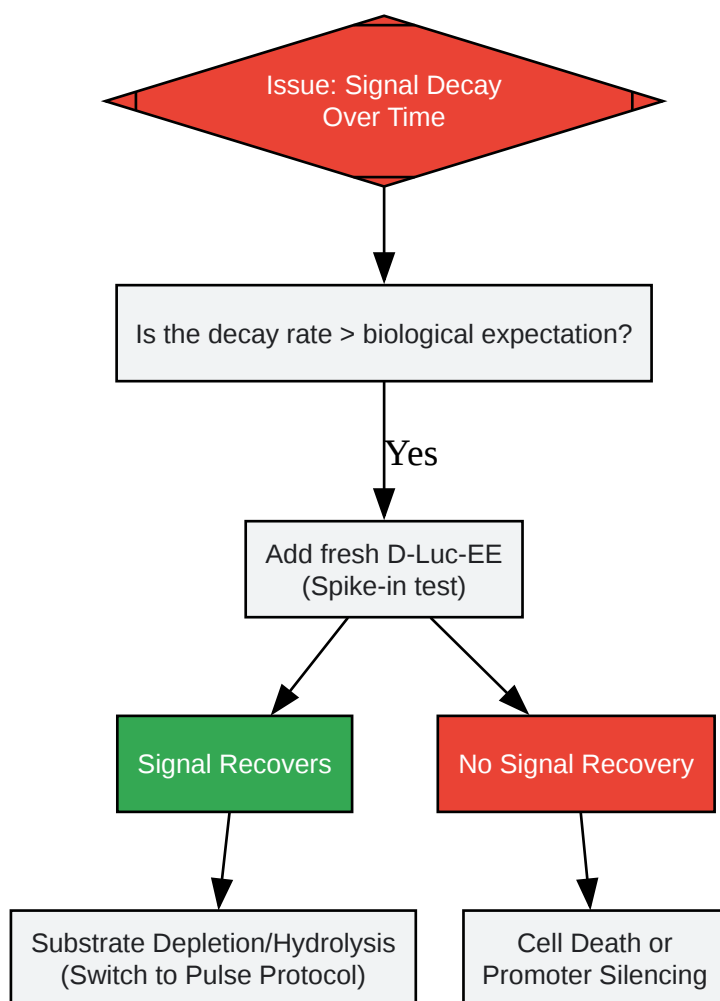 Issue: Signal Decay
Over Time
Is the decay rate > biological expectation?
Yes
Add fresh D-Luc-EE
(Spike-in test)
Signal Recovers
No Signal Recovery
Substrate Depletion/Hydrolysis
(Switch to Pulse Protocol)
Cell Death or
Promoter Silencing